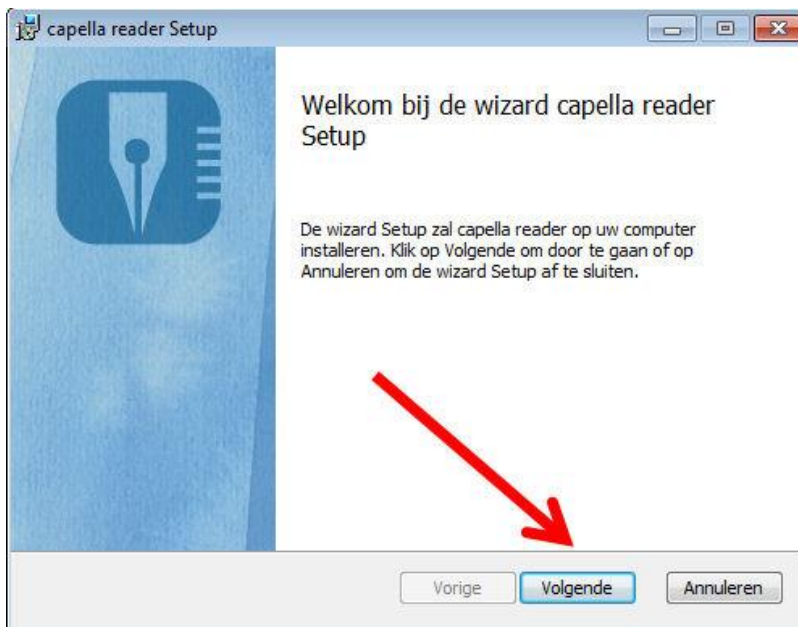 capella reader Setup
Welkom bij de wizard capella reader
Setup
De wizard Setup zal capella reader op uw computer
installeren. Klik op Volgende om door te gaan of op
Annuleren om de wizard Setup af te sluiten.
Vorige Volgende Annuleren